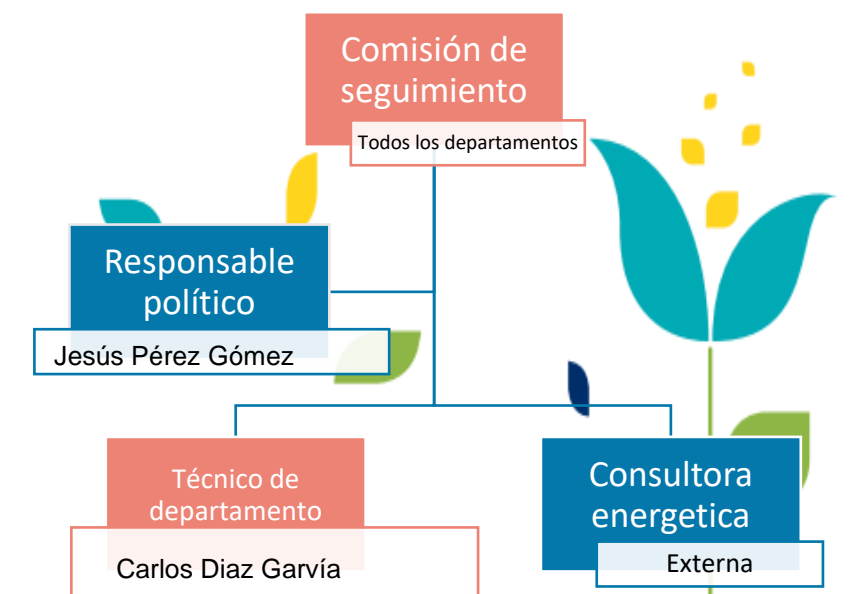 Comisión de
seguimiento
Todos los departamentos
Responsable
político
Jesús Pérez Gómez
Técnico de
departamento
Carlos Diaz Garvía
Consultora
energetica
Externa